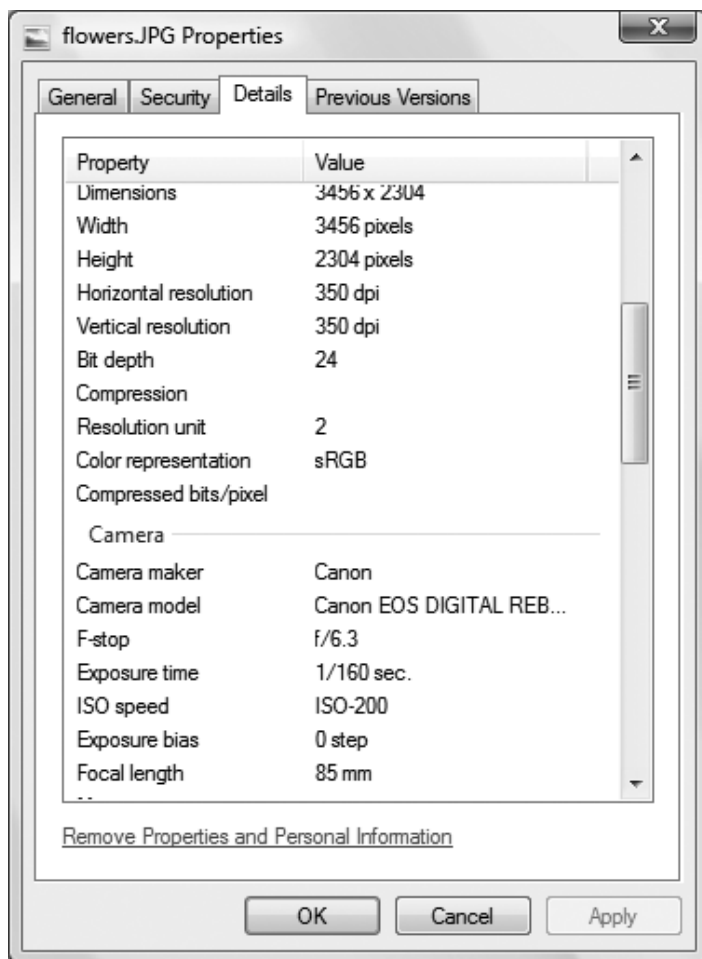 flowers.JPG Properties
General Security Details Previous Versions
Property Value
Dimensions 3456 x 2304
Width 3456 pixels
Height 2304 pixels
Horizontal resolution 350 dpi
Vertical resolution 350 dpi
Bit depth 24
Compression
Resolution unit 2
Color representation sRGB
Compressed bits/pixel
Camera
Camera maker Canon
Camera model Canon EOS DIGITAL REB...
F-stop f/6.3
Exposure time 1/160 sec.
ISO speed ISO-200
Exposure bias 0 step
Focal length 85 mm
Remove Properties and Personal Information
OK Cancel Apply